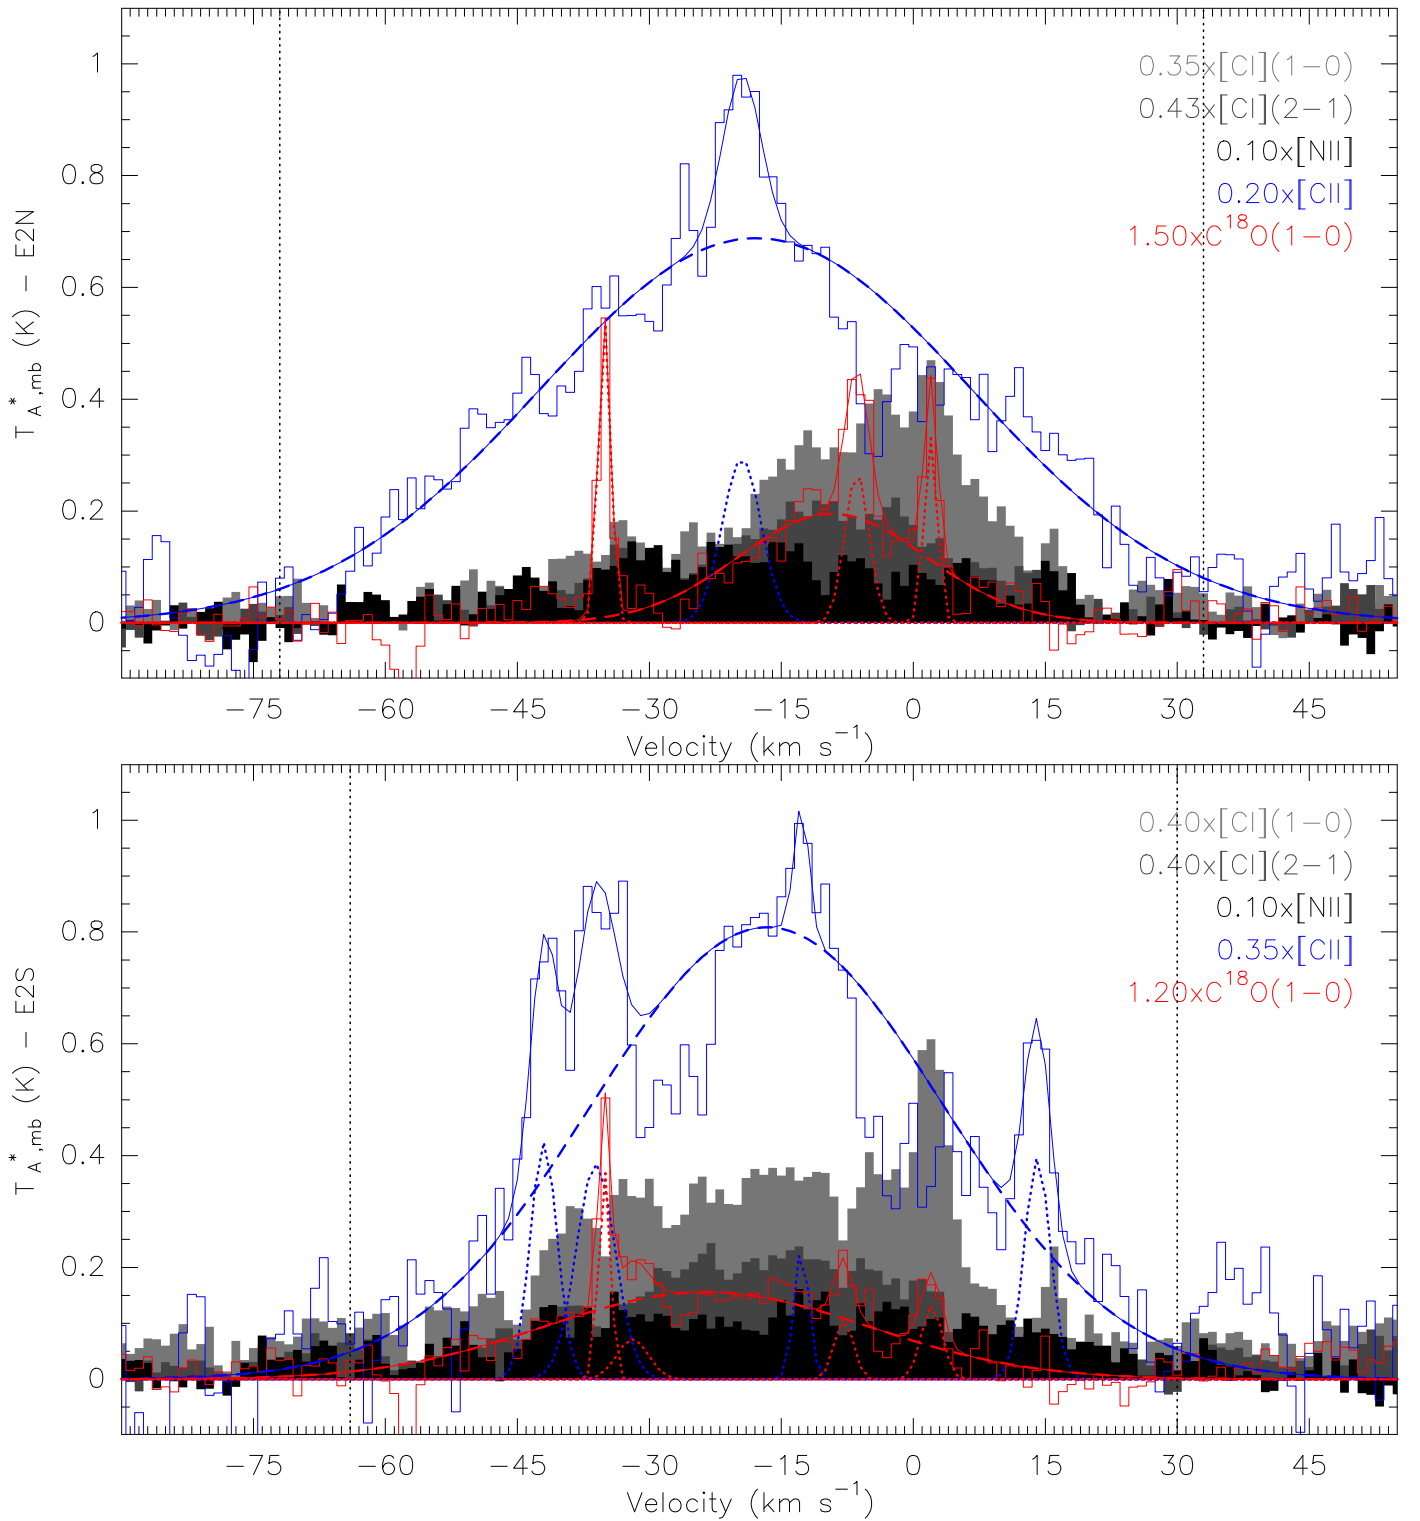 T*A,mb (K) − E2N
1
0.8
0.6
0.4
0.2
0
0.35x[CI](1−0)
0.43x[CI](2−1)
0.10x[NII]
0.20x[CII]
1.50xC18O(1−0)
−75 −60 −45 −30 −15 0 15 30 45
Velocity (km s−1)
T*A,mb (K) − E2S
1
0.8
0.6
0.4
0.2
0
0.40x[CI](1−0)
0.40x[CI](2−1)
0.10x[NII]
0.35x[CII]
1.20xC18O(1−0)
−75 −60 −45 −30 −15 0 15 30 45
Velocity (km s−1)